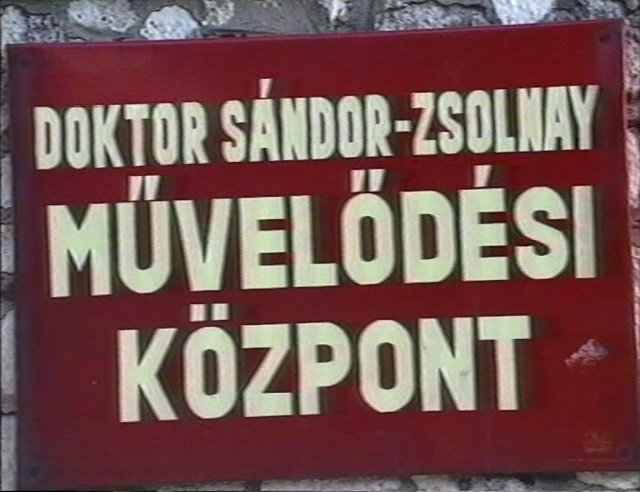 DOKTOR SÁNDOR-ZSOLNAY
MŰVELŐDÉSI
KÖZPONT